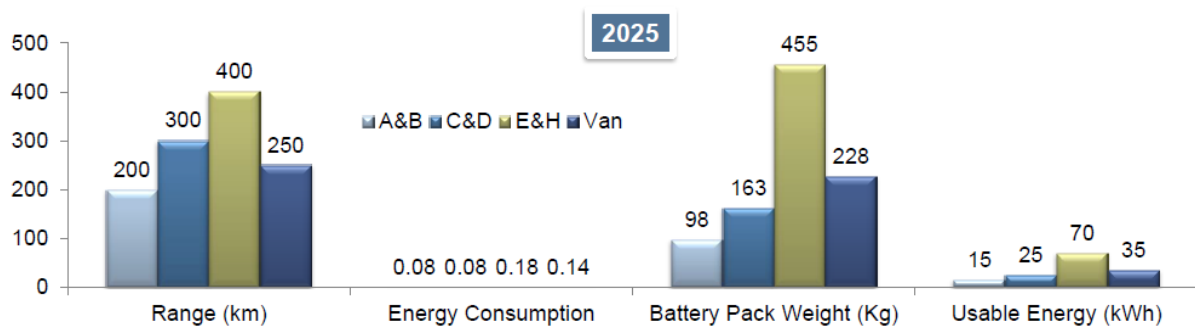 2025
500
400
300
200
100
0
A&B C&D E&H Van
200 300 400 250
0.08 0.08 0.18 0.14
98 163 455 228
15 25 70 35
Range (km) Energy Consumption Battery Pack Weight (Kg) Usable Energy (kWh)